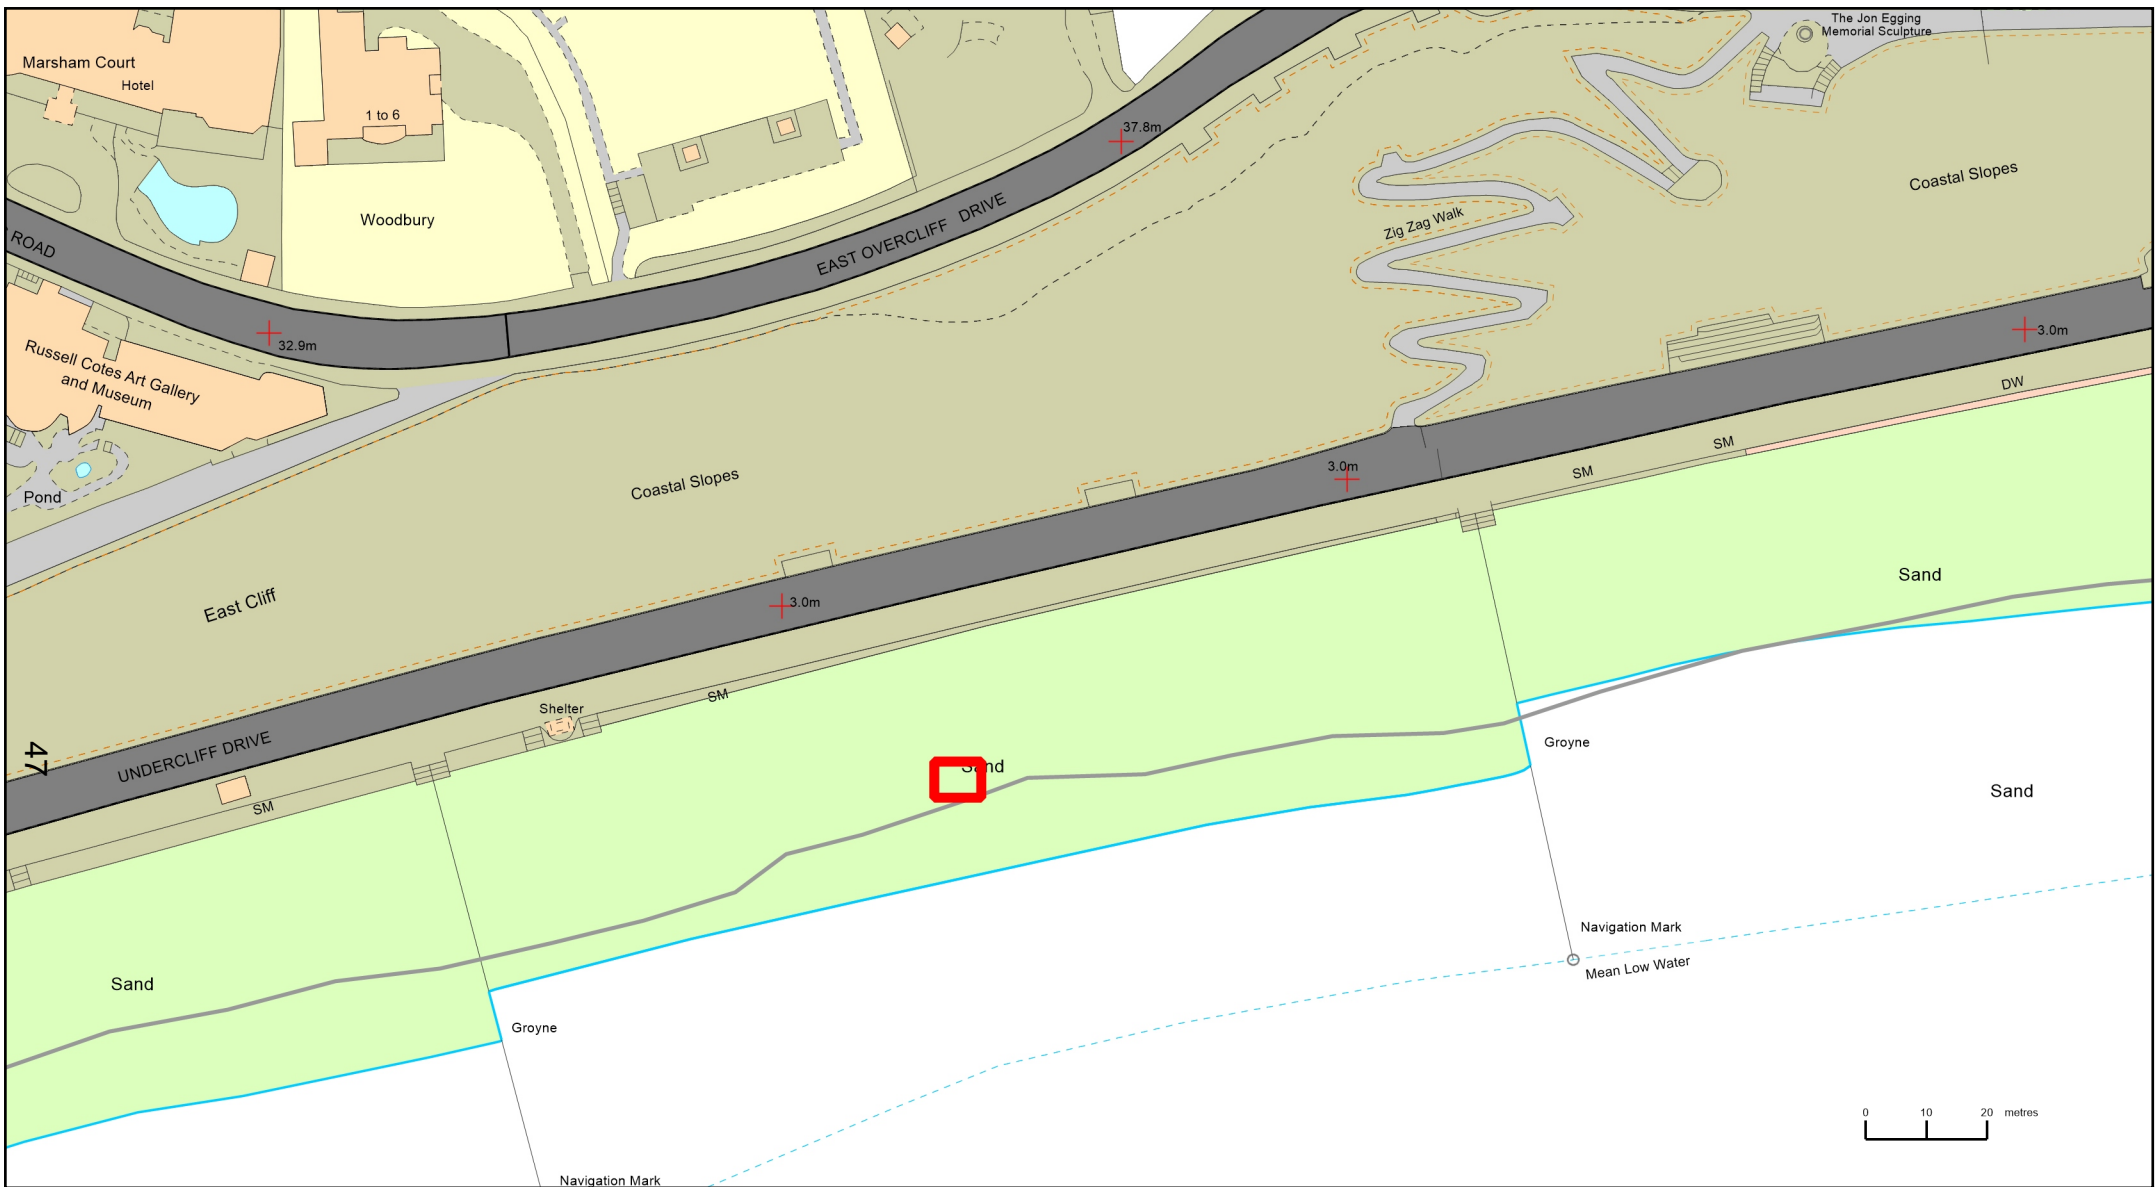 The Jon Egging
Memorial Sculpture
Marsham Court
Hotel
1 to 6
37.8m
Coastal Slopes
Woodbury
Zig Zag Walk
EAST OVERCLIFF DRIVE
ROAD
32.9m
3.0m
Russell Cotes Art Gallery
and Museum
DW
SM
SM
3.0m
Coastal Slopes
Pond
Sand
East Cliff
3.0m
SM
Shelter
47
UNDERCLIFF DRIVE
Groyne
Sand
Sand
SM
Navigation Mark
Mean Low Water
Sand
Groyne
0 10 20 metres
Navigation Mark